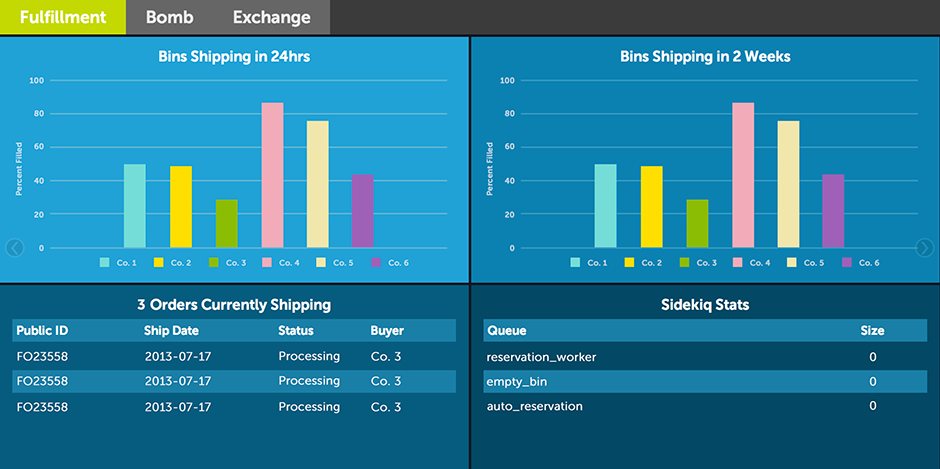 Fulfillment Bomb Exchange
Bins Shipping in 24hrs
100
80
60
40
20
0
Percent Filled
Co. 1 Co. 2 Co. 3 Co. 4 Co. 5 Co. 6
Bins Shipping in 2 Weeks
100
80
60
40
20
0
Percent Filled
Co. 1 Co. 2 Co. 3 Co. 4 Co. 5 Co. 6
3 Orders Currently Shipping
Public ID Ship Date Status Buyer
FO23558 2013-07-17 Processing Co. 3
FO23558 2013-07-17 Processing Co. 3
FO23558 2013-07-17 Processing Co. 3
Sidekiq Stats
Queue Size
reservation_worker 0
empty_bin 0
auto_reservation 0